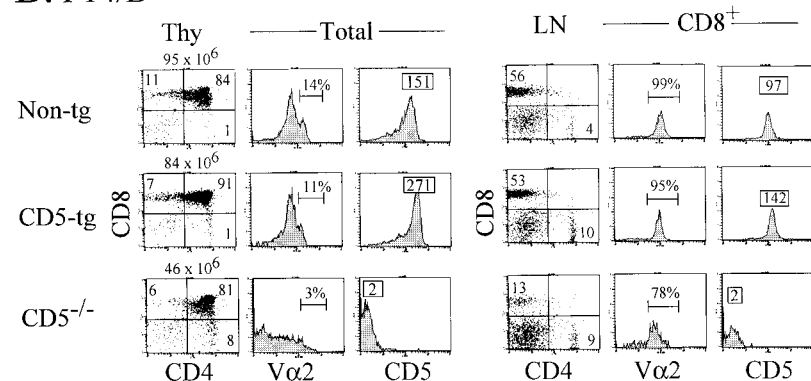 Thy Total LN CD8+
95 x 10^6
Non-tg 11 84 1 14% 151 56 4 99% 97
84 x 10^6
CD5-tg CD8 7 91 1 11% 271 CD8 53 10 95% 142
46 x 10^6
CD5-/- 6 81 8 3% 2 13 9 78% 2
CD4 Vα2 CD5 CD4 Vα2 CD5